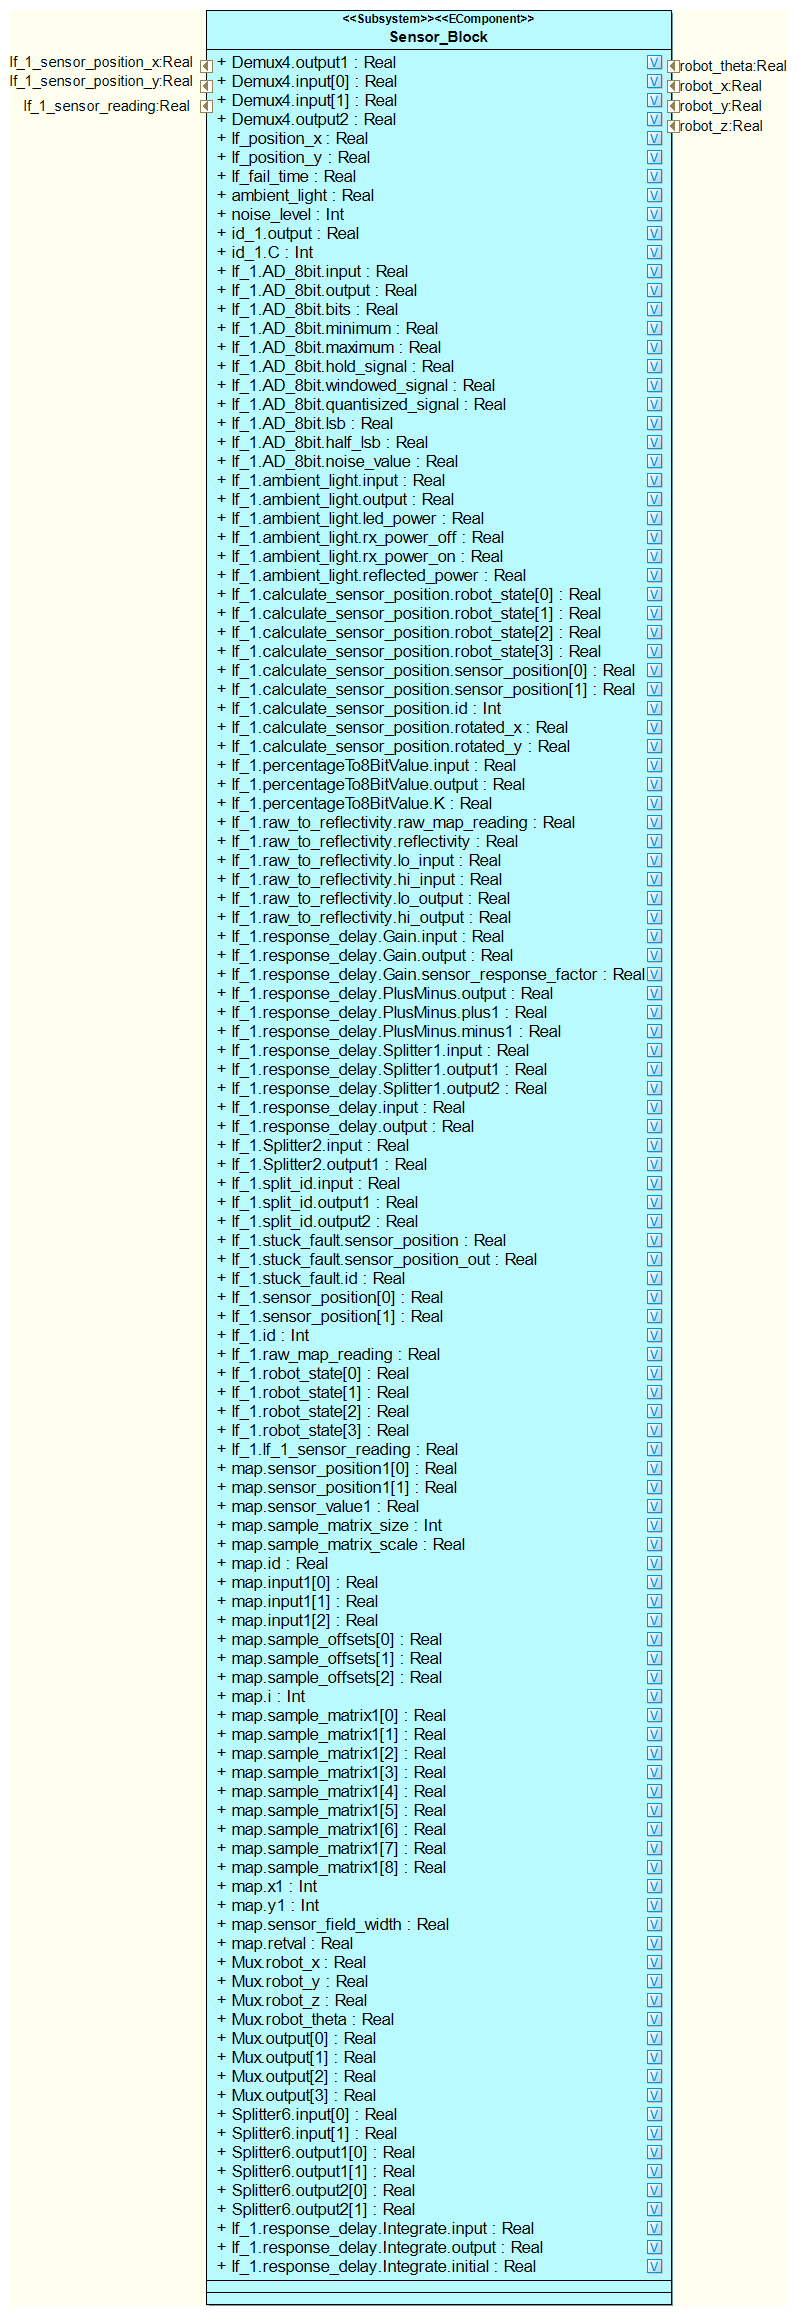 <<Subsystem>><<EComponent>>
Sensor_Block
lf_1_sensor_position_x:Real
lf_1_sensor_position_y:Real
lf_1_sensor_reading:Real
+ Demux4.output1 : Real
+ Demux4.input[0] : Real
+ Demux4.input[1] : Real
+ Demux4.output2 : Real
+ lf_position_x : Real
+ lf_position_y : Real
+ lf_fail_time : Real
+ ambient_light : Real
+ noise_level : Int
+ id_1.output : Real
+ id_1.C : Int
+ lf_1.AD_8bit.input : Real
+ lf_1.AD_8bit.output : Real
+ lf_1.AD_8bit.bits : Real
+ lf_1.AD_8bit.minimum : Real
+ lf_1.AD_8bit.maximum : Real
+ lf_1.AD_8bit.hold_signal : Real
+ lf_1.AD_8bit.windowed_signal : Real
+ lf_1.AD_8bit.quantisized_signal : Real
+ lf_1.AD_8bit.lsb : Real
+ lf_1.AD_8bit.half_lsb : Real
+ lf_1.AD_8bit.noise_value : Real
+ lf_1.ambient_light.input : Real
+ lf_1.ambient_light.output : Real
+ lf_1.ambient_light.led_power : Real
+ lf_1.ambient_light.rx_power_off : Real
+ lf_1.ambient_light.rx_power_on : Real
+ lf_1.ambient_light.reflected_power : Real
+ lf_1.calculate_sensor_position.robot_state[0] : Real
+ lf_1.calculate_sensor_position.robot_state[1] : Real
+ lf_1.calculate_sensor_position.robot_state[2] : Real
+ lf_1.calculate_sensor_position.robot_state[3] : Real
+ lf_1.calculate_sensor_position.sensor_position[0] : Real
+ lf_1.calculate_sensor_position.sensor_position[1] : Real
+ lf_1.calculate_sensor_position.id : Int
+ lf_1.calculate_sensor_position.rotated_x : Real
+ lf_1.calculate_sensor_position.rotated_y : Real
+ lf_1.percentageTo8BitValue.input : Real
+ lf_1.percentageTo8BitValue.output : Real
+ lf_1.percentageTo8BitValue.K : Real
+ lf_1.raw_to_reflectivity.raw_map_reading : Real
+ lf_1.raw_to_reflectivity.reflectivity : Real
+ lf_1.raw_to_reflectivity.lo_input : Real
+ lf_1.raw_to_reflectivity.hi_input : Real
+ lf_1.raw_to_reflectivity.lo_output : Real
+ lf_1.raw_to_reflectivity.hi_output : Real
+ lf_1.response_delay.Gain.input : Real
+ lf_1.response_delay.Gain.output : Real
+ lf_1.response_delay.Gain.sensor_response_factor : Real
+ lf_1.response_delay.PlusMinus.output : Real
+ lf_1.response_delay.PlusMinus.plus1 : Real
+ lf_1.response_delay.PlusMinus.minus1 : Real
+ lf_1.response_delay.Splitter1.input : Real
+ lf_1.response_delay.Splitter1.output1 : Real
+ lf_1.response_delay.Splitter1.output2 : Real
+ lf_1.response_delay.input : Real
+ lf_1.response_delay.output : Real
+ lf_1.Splitter2.input : Real
+ lf_1.Splitter2.output1 : Real
+ lf_1.split_id.input : Real
+ lf_1.split_id.output1 : Real
+ lf_1.split_id.output2 : Real
+ lf_1.stuck_fault.sensor_position : Real
+ lf_1.stuck_fault.sensor_position_out : Real
+ lf_1.stuck_fault.id : Real
+ lf_1.sensor_position[0] : Real
+ lf_1.sensor_position[1] : Real
+ lf_1.id : Int
+ lf_1.raw_map_reading : Real
+ lf_1.robot_state[0] : Real
+ lf_1.robot_state[1] : Real
+ lf_1.robot_state[2] : Real
+ lf_1.robot_state[3] : Real
+ lf_1.lf_1_sensor_reading : Real
+ map.sensor_position1[0] : Real
+ map.sensor_position1[1] : Real
+ map.sensor_value1 : Real
+ map.sample_matrix_size : Int
+ map.sample_matrix_scale : Real
+ map.id : Real
+ map.input1[0] : Real
+ map.input1[1] : Real
+ map.input1[2] : Real
+ map.sample_offsets[0] : Real
+ map.sample_offsets[1] : Real
+ map.sample_offsets[2] : Real
+ map.i : Int
+ map.sample_matrix1[0] : Real
+ map.sample_matrix1[1] : Real
+ map.sample_matrix1[2] : Real
+ map.sample_matrix1[3] : Real
+ map.sample_matrix1[4] : Real
+ map.sample_matrix1[5] : Real
+ map.sample_matrix1[6] : Real
+ map.sample_matrix1[7] : Real
+ map.sample_matrix1[8] : Real
+ map.x1 : Int
+ map.y1 : Int
+ map.sensor_field_width : Real
+ map.retval : Real
+ Mux.robot_x : Real
+ Mux.robot_y : Real
+ Mux.robot_z : Real
+ Mux.robot_theta : Real
+ Mux.output[0] : Real
+ Mux.output[1] : Real
+ Mux.output[2] : Real
+ Mux.output[3] : Real
+ Splitter6.input[0] : Real
+ Splitter6.input[1] : Real
+ Splitter6.output1[0] : Real
+ Splitter6.output1[1] : Real
+ Splitter6.output2[0] : Real
+ Splitter6.output2[1] : Real
+ lf_1.response_delay.Integrate.input : Real
+ lf_1.response_delay.Integrate.output : Real
+ lf_1.response_delay.Integrate.initial : Real
robot_theta:Real
robot_x:Real
robot_y:Real
robot_z:Real